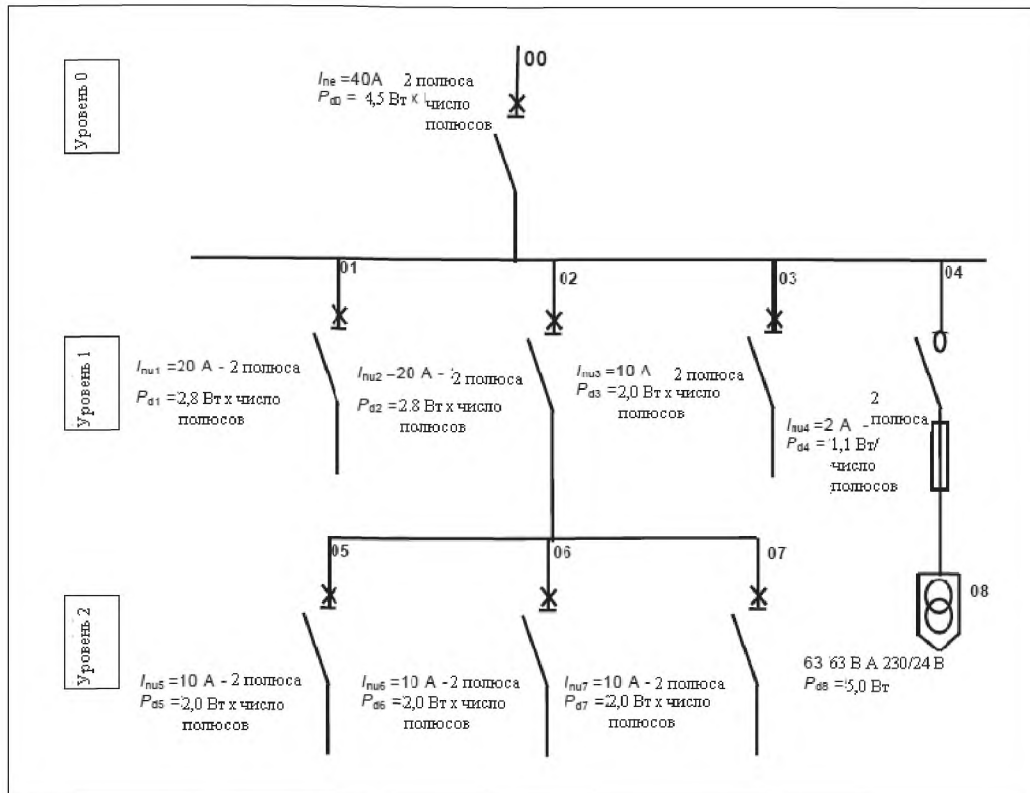 Уровень 0
00
Ine =40A 2 полюса
Pd0 = 4,5 Вт × число
полюсов
01
02
03
04
Уровень 1
Inu1 =20 A - 2 полюса
Pd1 =2,8 Вт x число
полюсов
Inu2 -20 A - 2 полюса
Pd2 =2.8 Вт x число
полюсов
Inu3 =10 A 2 полюса
Pd3 =2,0 Вт x число
полюсов
2
полюса
Inu4 =2 A -
Pd4 =1,1 Вт/
число
полюсов
05
06
07
08
Уровень 2
Inu5 =10 A - 2 полюса
Pd5 =2,0 Вт x число
полюсов
Inu6 =10 A -2 полюса
Pd6 =2,0 Вт x число
полюсов
Inu7 =10 A -2 полюса
Pd7 =2,0 Вт x число
полюсов
63 63 В А 230/24 В
Pd8 =5,0 Вт